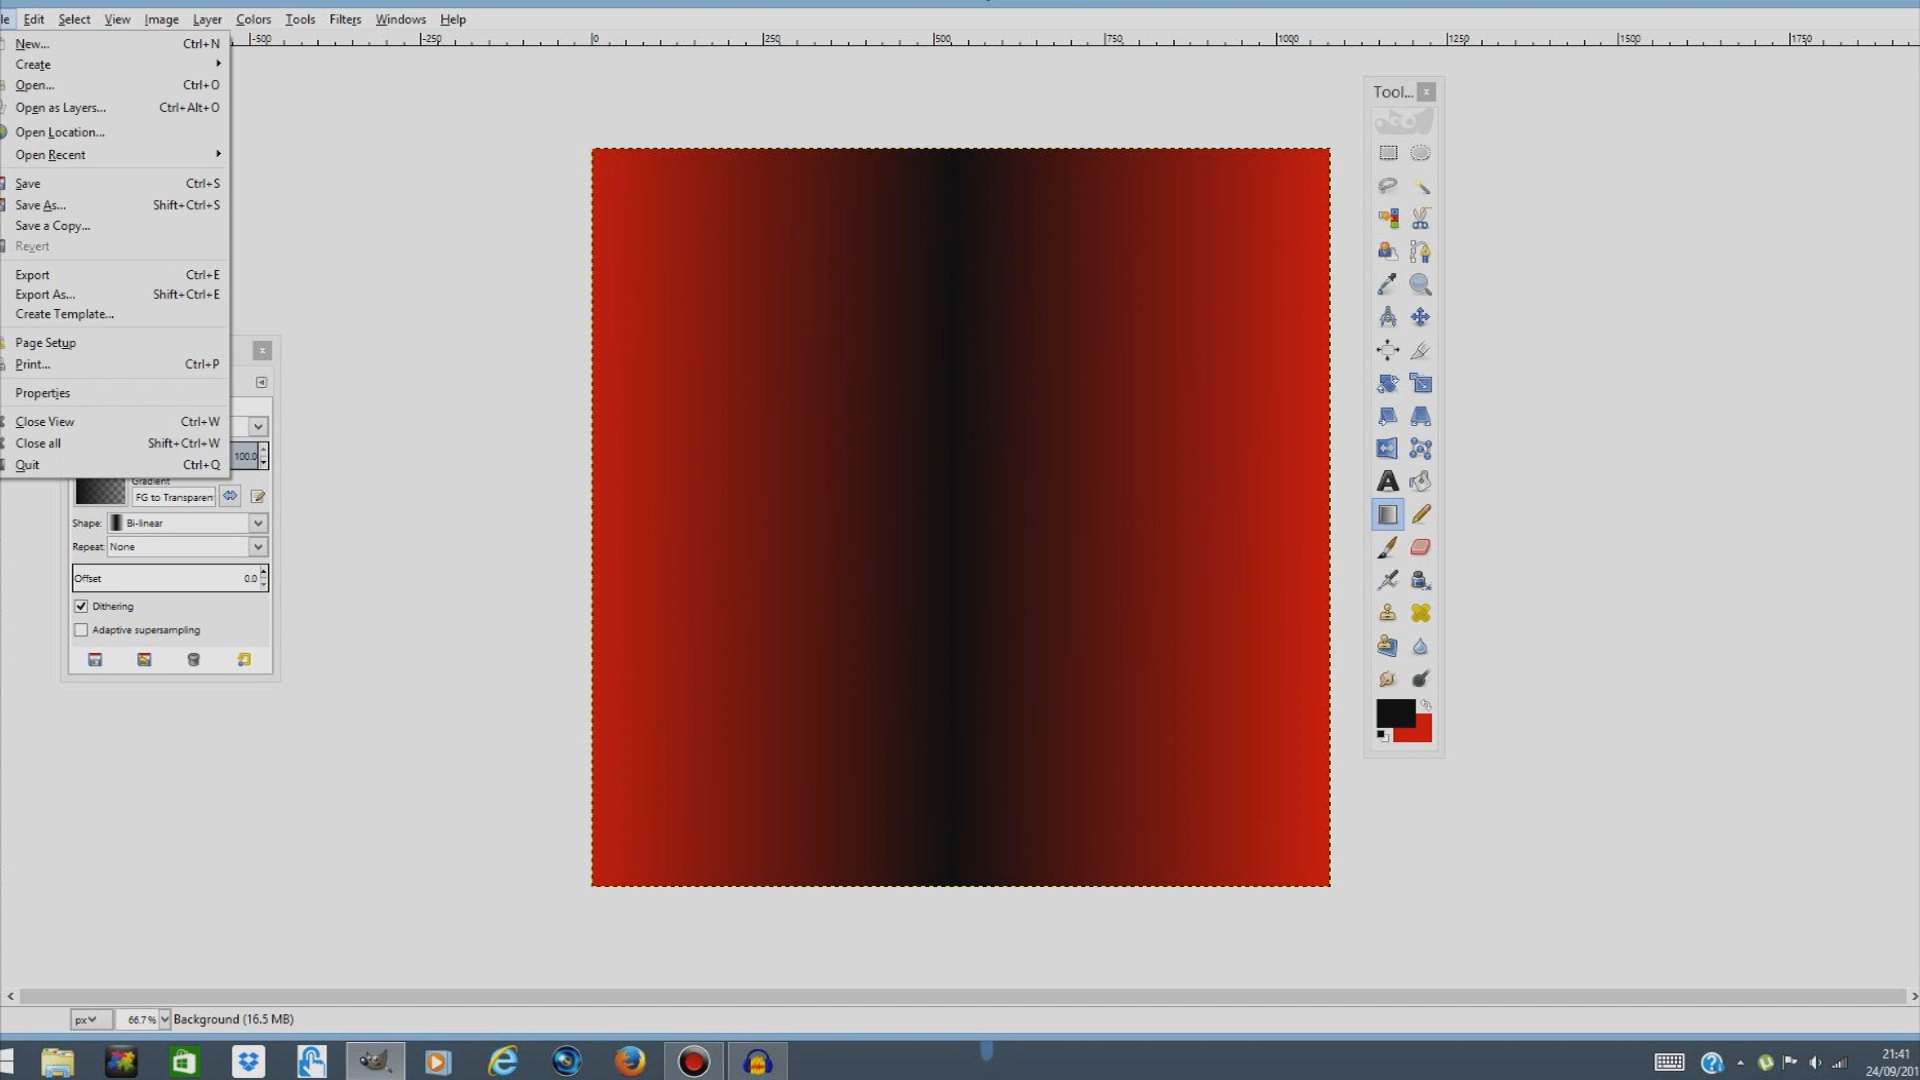 Edit Select View Image Layer Colors Tools Filters Windows Help
-500 -250 0 250 500 750 1000 1250 1500 1750
New... Ctrl+N
Create
Open... Ctrl+O
Open as Layers... Ctrl+Alt+O
Open Location...
Open Recent
Save Ctrl+S
Save As... Shift+Ctrl+S
Save a Copy...
Revert
Export Ctrl+E
Export As... Shift+Ctrl+E
Create Template...
Page Setup
Print... Ctrl+P
Properties
Close View Ctrl+W
Close all Shift+Ctrl+W
Quit Ctrl+Q
100.0
Gradient
FG to Transparen
Shape: Bi-linear
Repeat: None
Offset 0.0
Dithering
Adaptive supersampling
Tool...
px 66.7% Background (16.5 MB)
21:41
24/09/201